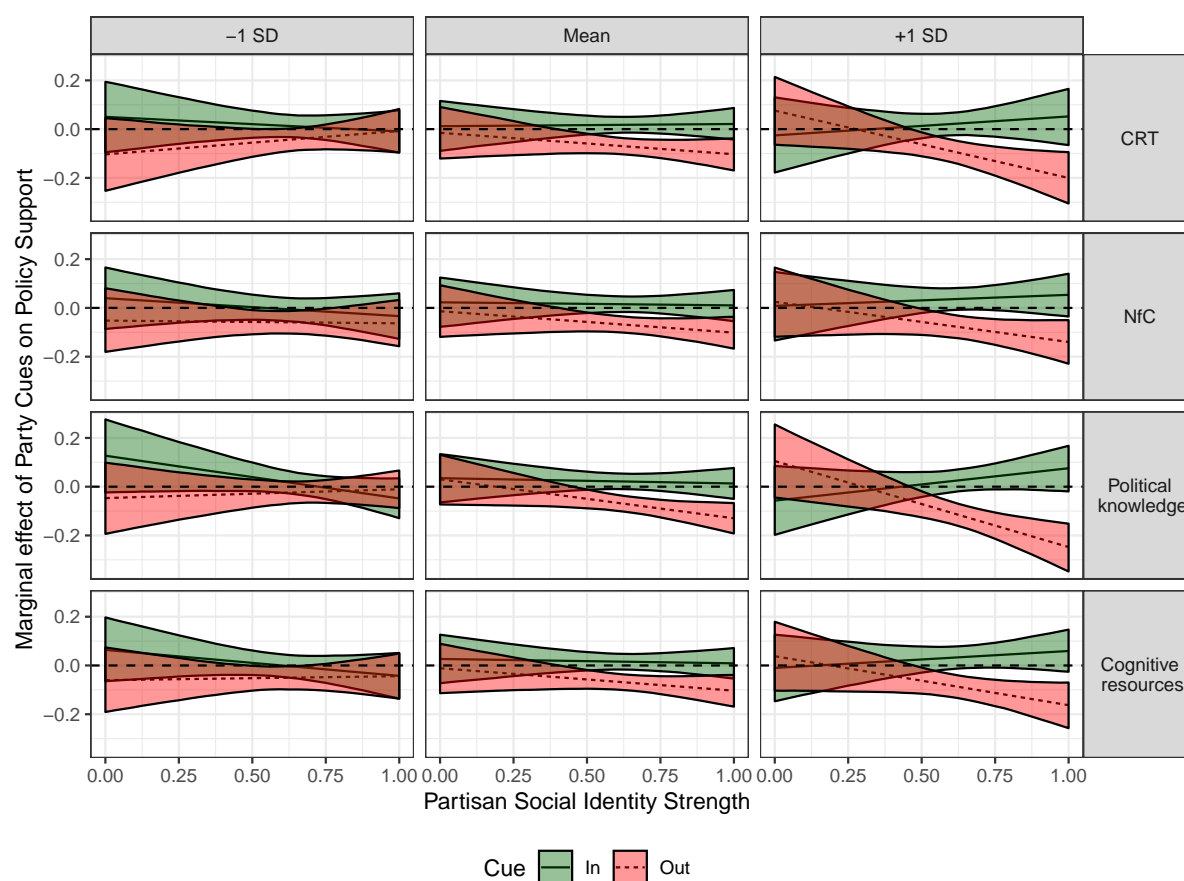 −1 SD
Mean
+1 SD
Marginal effect of Party Cues on Policy Support
0.2
0.0
−0.2
CRT
0.2
0.0
−0.2
NfC
0.2
0.0
−0.2
Political
knowledge
0.2
0.0
−0.2
Cognitive
resources
0.00 0.25 0.50 0.75 1.00 0.00 0.25 0.50 0.75 1.00 0.00 0.25 0.50 0.75 1.00
Partisan Social Identity Strength
Cue In Out